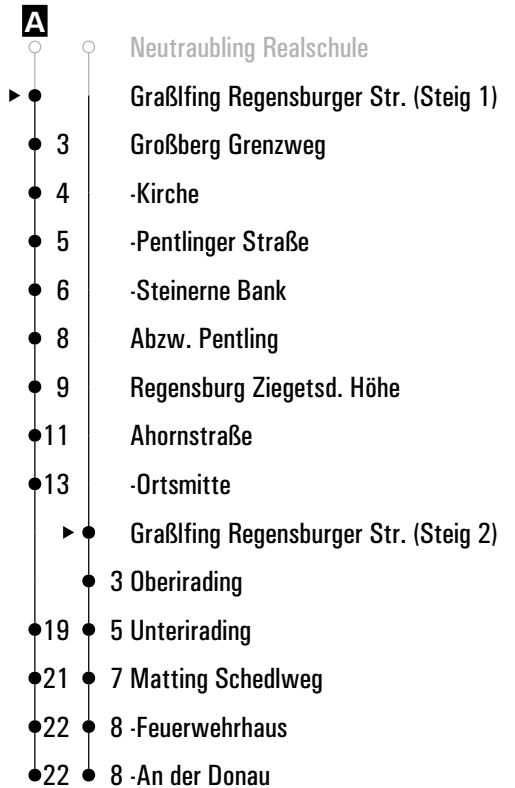 A
Neutraubling Realschule
Graßlfing Regensburger Str. (Steig 1)
3 Großberg Grenzweg
4 -Kirche
5 -Pentlinger Straße
6 -Steinerne Bank
8 Abzw. Pentling
9 Regensburg Ziegetsd. Höhe
11 Ahornstraße
13 -Ortsmitte
Graßlfing Regensburger Str. (Steig 2)
3 Oberirading
19 5 Unterirading
21 7 Matting Schedlweg
22 8 -Feuerwehrhaus
22 8 -An der Donau